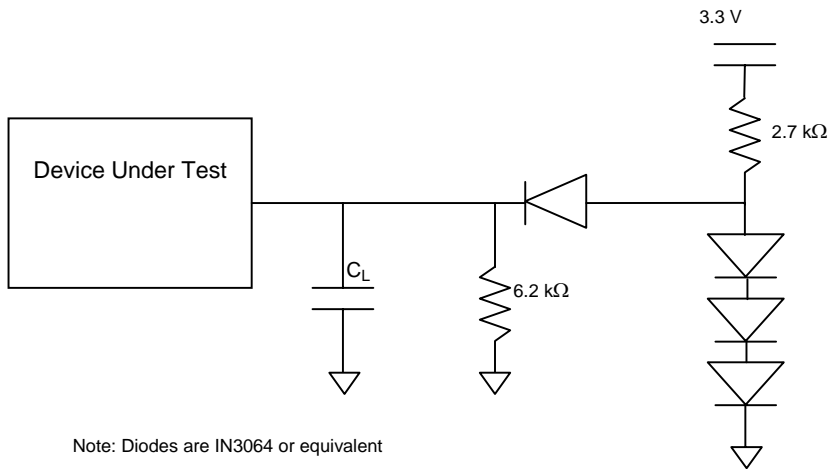 3.3 V
2.7 kΩ
Device Under Test
CL
6.2 kΩ
Note: Diodes are IN3064 or equivalent